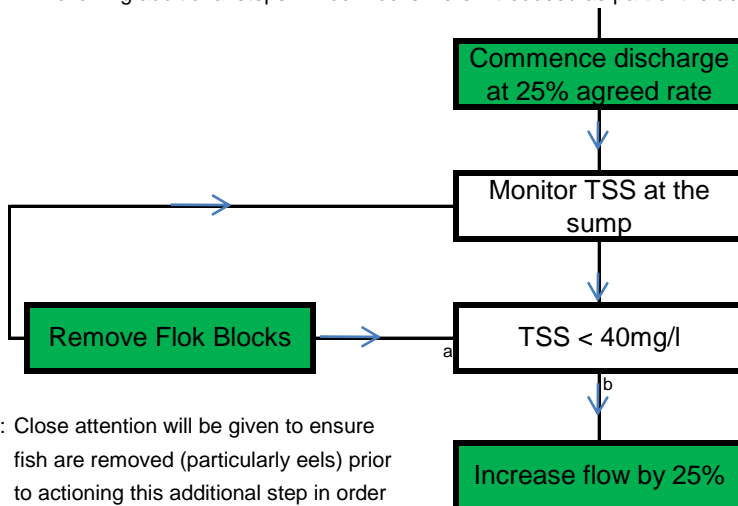 Commence discharge
at 25% agreed rate
Monitor TSS at the
sump
Remove Flok Blocks
TSS < 40mg/l
a
b
: Close attention will be given to ensure
fish are removed (particularly eels) prior
to actioning this additional step in order
Increase flow by 25%